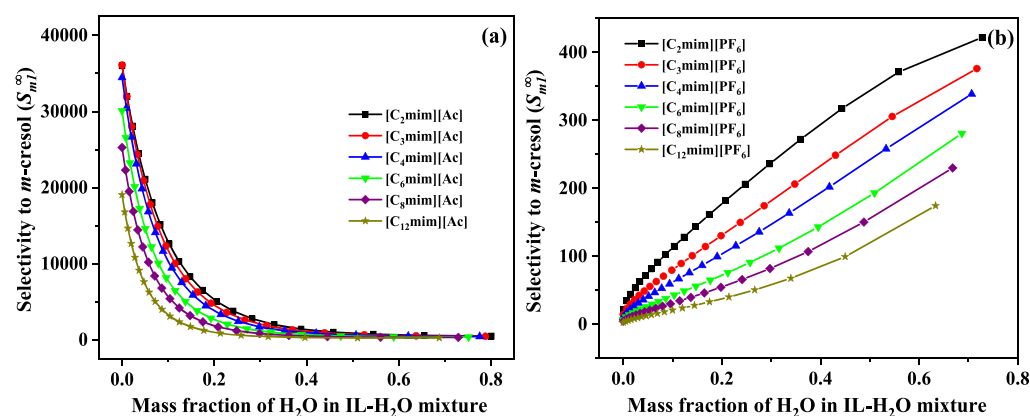 (a)
Selectivity to m-cresol (S∞m1)
40000
30000
20000
10000
0
[C2mim][Ac]
[C3mim][Ac]
[C4mim][Ac]
[C6mim][Ac]
[C8mim][Ac]
[C12mim][Ac]
0.0 0.2 0.4 0.6 0.8
Mass fraction of H2O in IL-H2O mixture
(b)
Selectivity to m-cresol (S∞m1)
400
300
200
100
0
[C2mim][PF6]
[C3mim][PF6]
[C4mim][PF6]
[C6mim][PF6]
[C8mim][PF6]
[C12mim][PF6]
0.0 0.2 0.4 0.6 0.8
Mass fraction of H2O in IL-H2O mixture